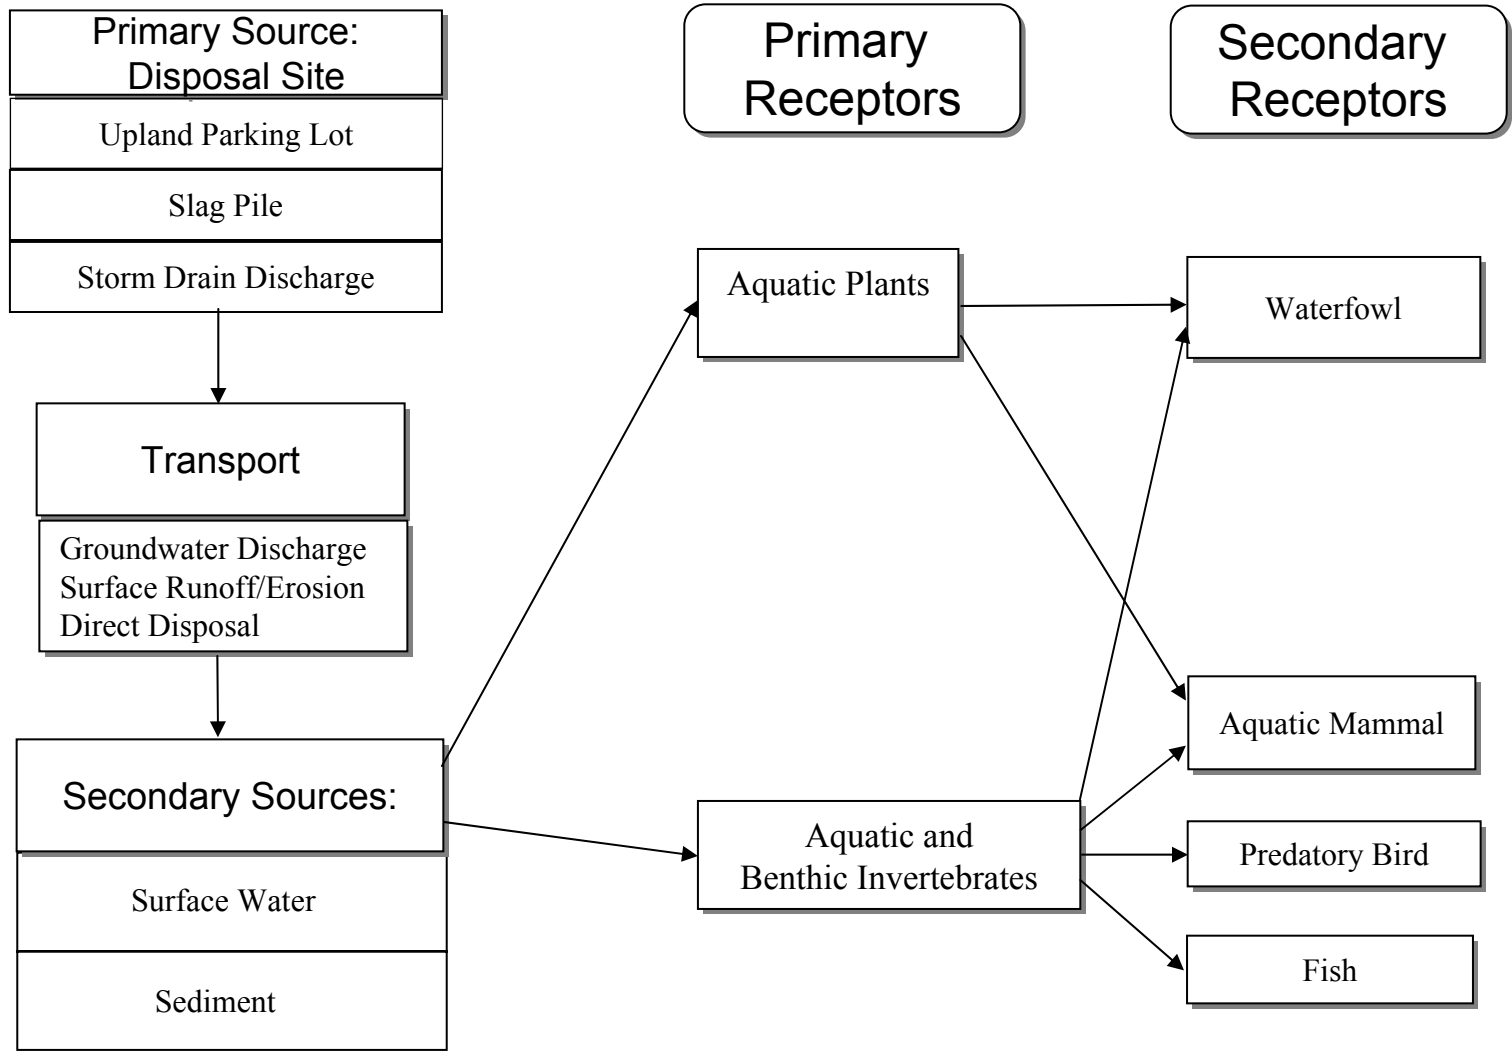 Primary Source:
Disposal Site
Upland Parking Lot
Slag Pile
Storm Drain Discharge
Transport
Groundwater Discharge
Surface Runoff/Erosion
Direct Disposal
Secondary Sources:
Surface Water
Sediment
Primary
Receptors
Aquatic Plants
Aquatic and
Benthic Invertebrates
Secondary
Receptors
Waterfowl
Aquatic Mammal
Predatory Bird
Fish